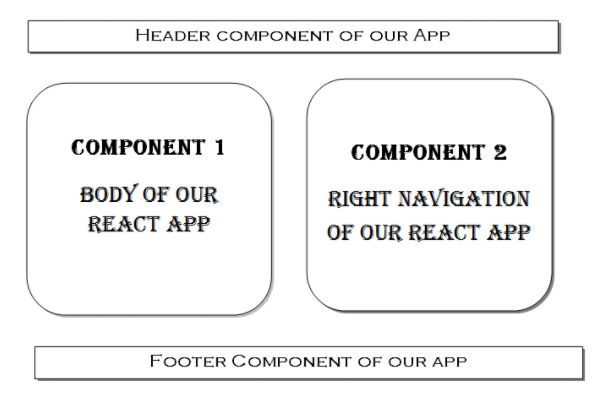 Header component of our App
COMPONENT 1
BODY OF OUR
REACT APP
COMPONENT 2
RIGHT NAVIGATION
OF OUR REACT APP
Footer Component of our app